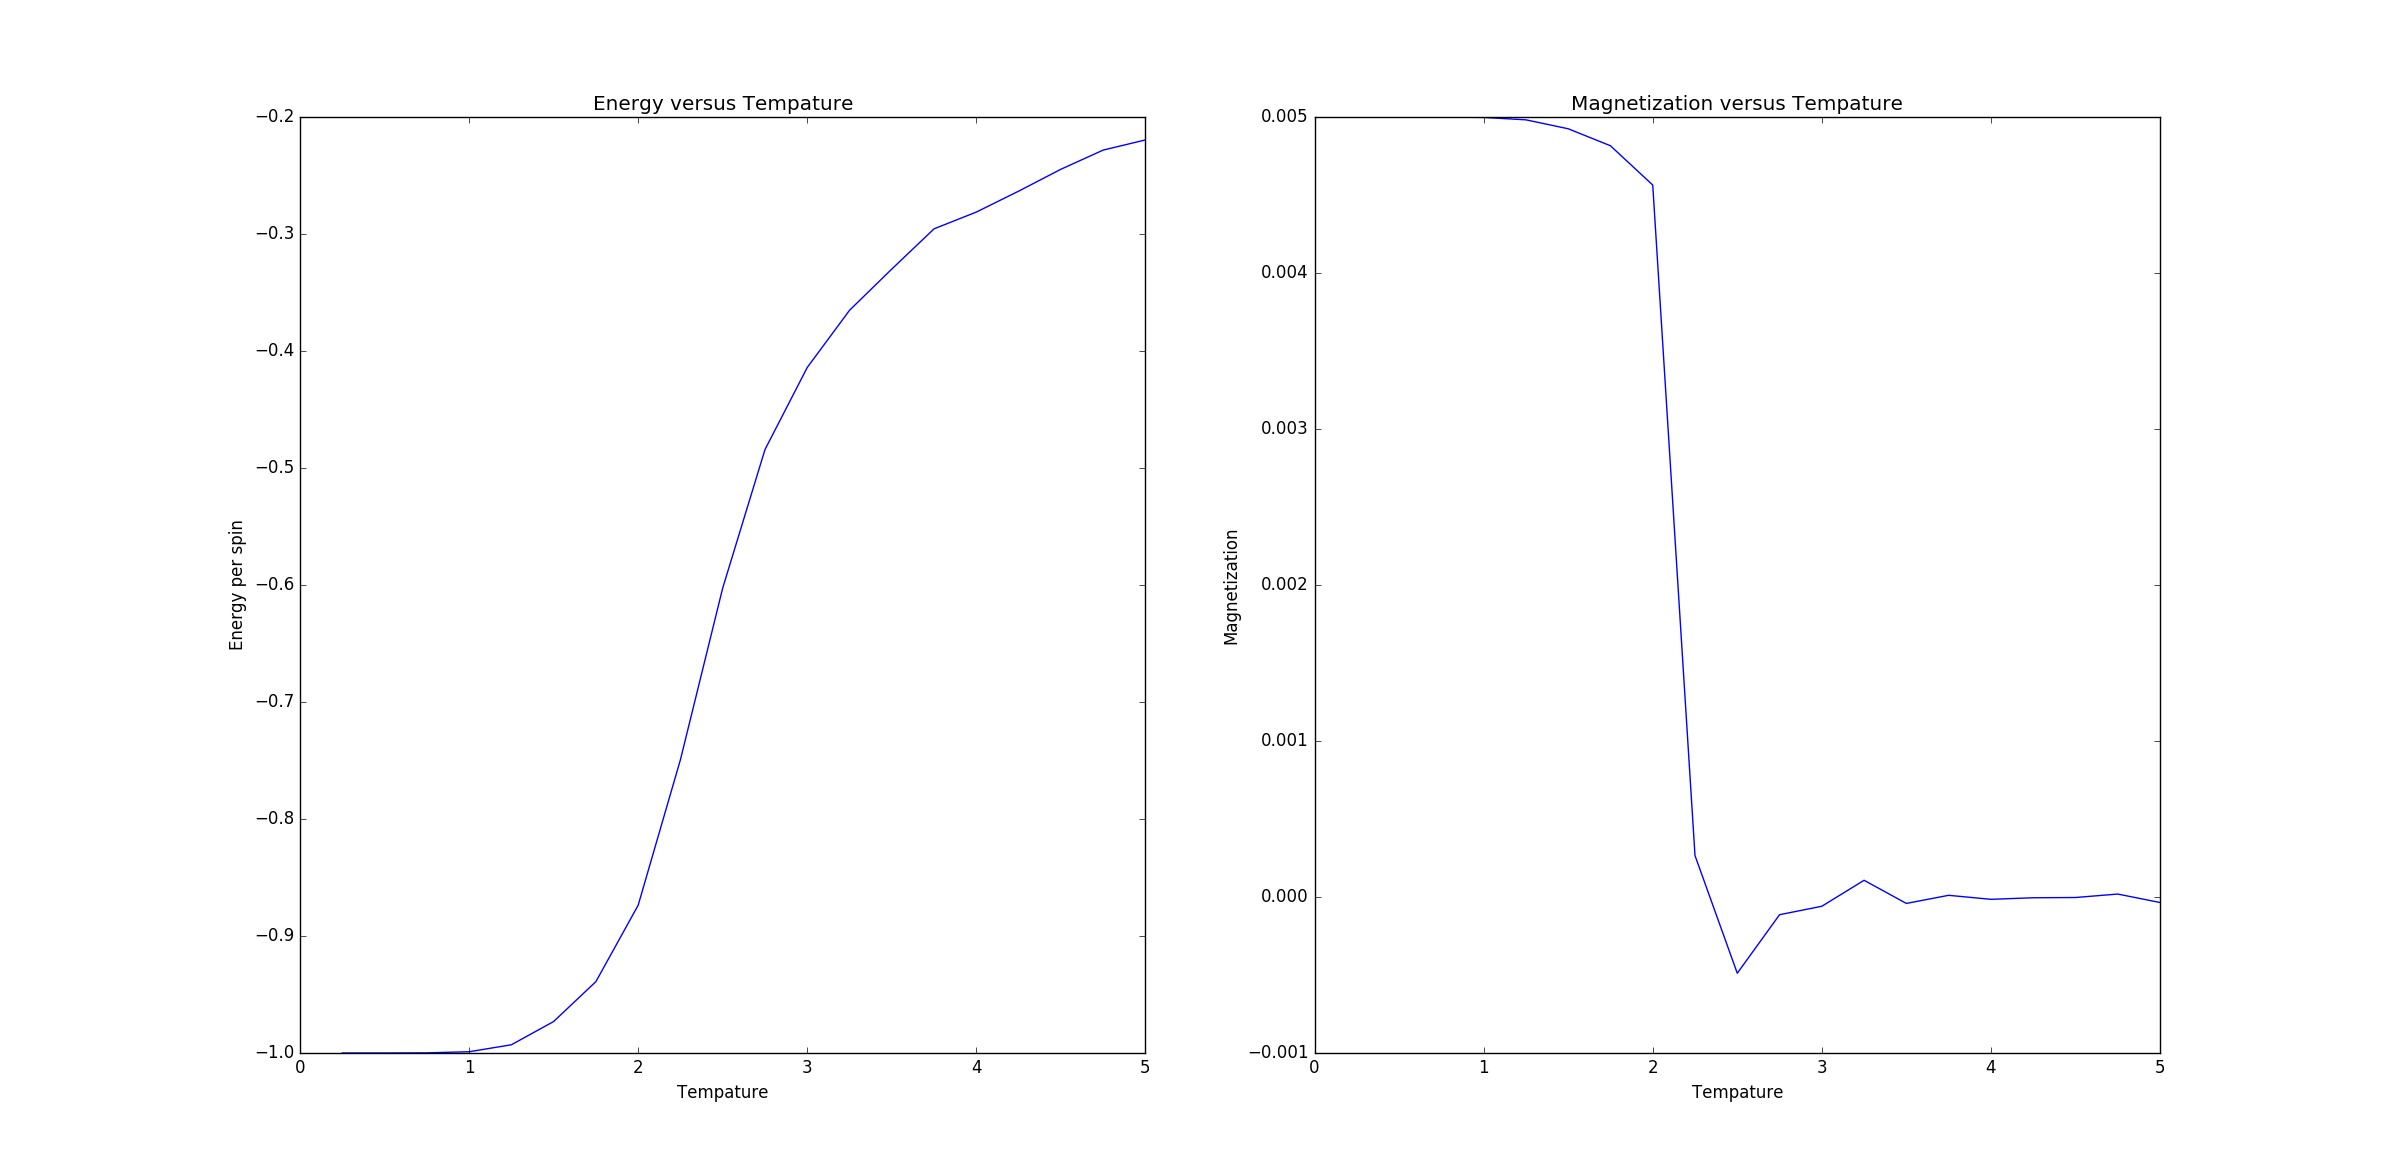 Energy versus Tempature
−0.2
−0.3
−0.4
−0.5
−0.6
−0.7
−0.8
−0.9
−1.0
Energy per spin
0 1 2 3 4 5
Tempature
Magnetization versus Tempature
0.005
0.004
0.003
0.002
0.001
0.000
−0.001
Magnetization
0 1 2 3 4 5
Tempature